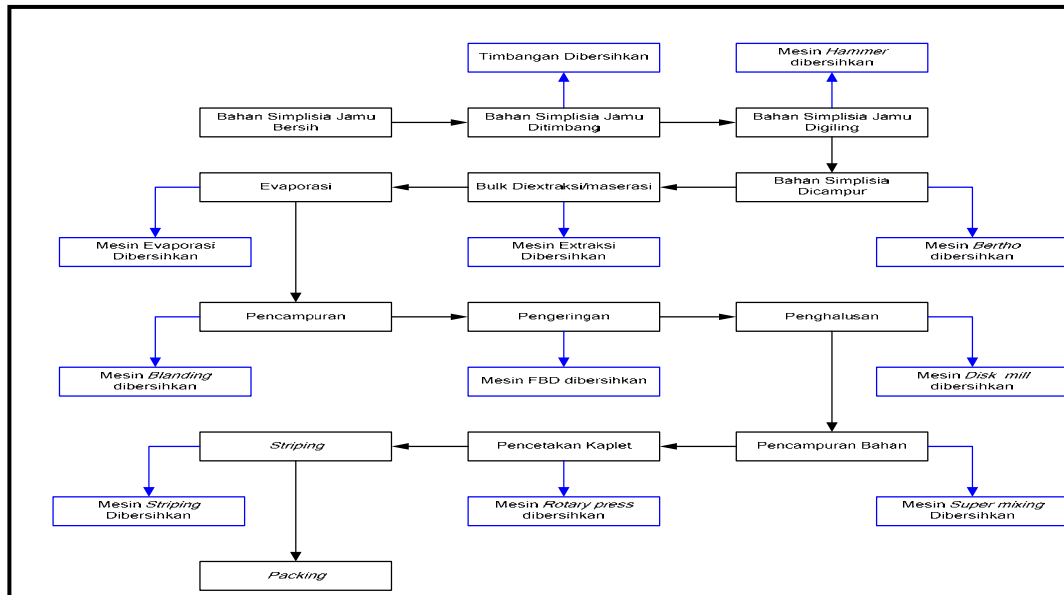 Timbangan Dibersihkan
Mesin Hammer
dibersihkan
Bahan Simplisia Jamu
Bersih
Bahan Simplisia Jamu
Ditimbang
Bahan Simplisia Jamu
Digiling
Evaporasi
Bulk Diextraksi/maserasi
Bahan Simplisia
Dicampur
Mesin Evaporasi
Dibersihkan
Mesin Extraksi
Dibersihkan
Mesin Bertho
dibersihkan
Pencampuran
Pengeringan
Penghalusan
Mesin Blanding
dibersihkan
Mesin FBD dibersihkan
Mesin Disk mill
dibersihkan
Striping
Pencetakan Kaplet
Pencampuran Bahan
Mesin Striping
Dibersihkan
Mesin Rotary press
dibersihkan
Mesin Super mixing
Dibersihkan
Packing